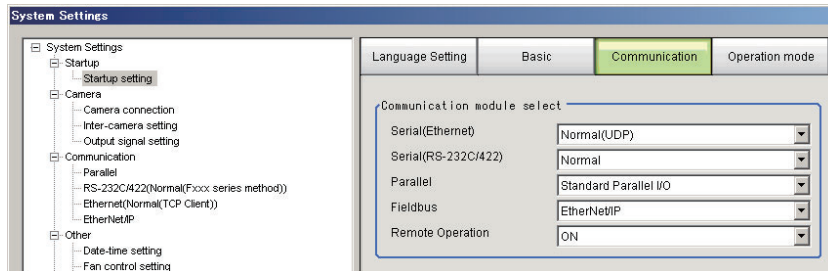 System Settings
System Settings
Startup
Startup setting
Camera
Camera connection
Inter-camera setting
Output signal setting
Communication
Parallel
RS-232C/422(Normal(Fxxx series method))
Ethernet(Normal(TCP Client))
EtherNet/IP
Other
Date-time setting
Fan control setting
Language Setting Basic Communication Operation mode
Communication module select
Serial(Ethernet) Normal(UDP)
Serial(RS-232C/422) Normal
Parallel Standard Parallel I/O
Fieldbus EtherNet/IP
Remote Operation ON